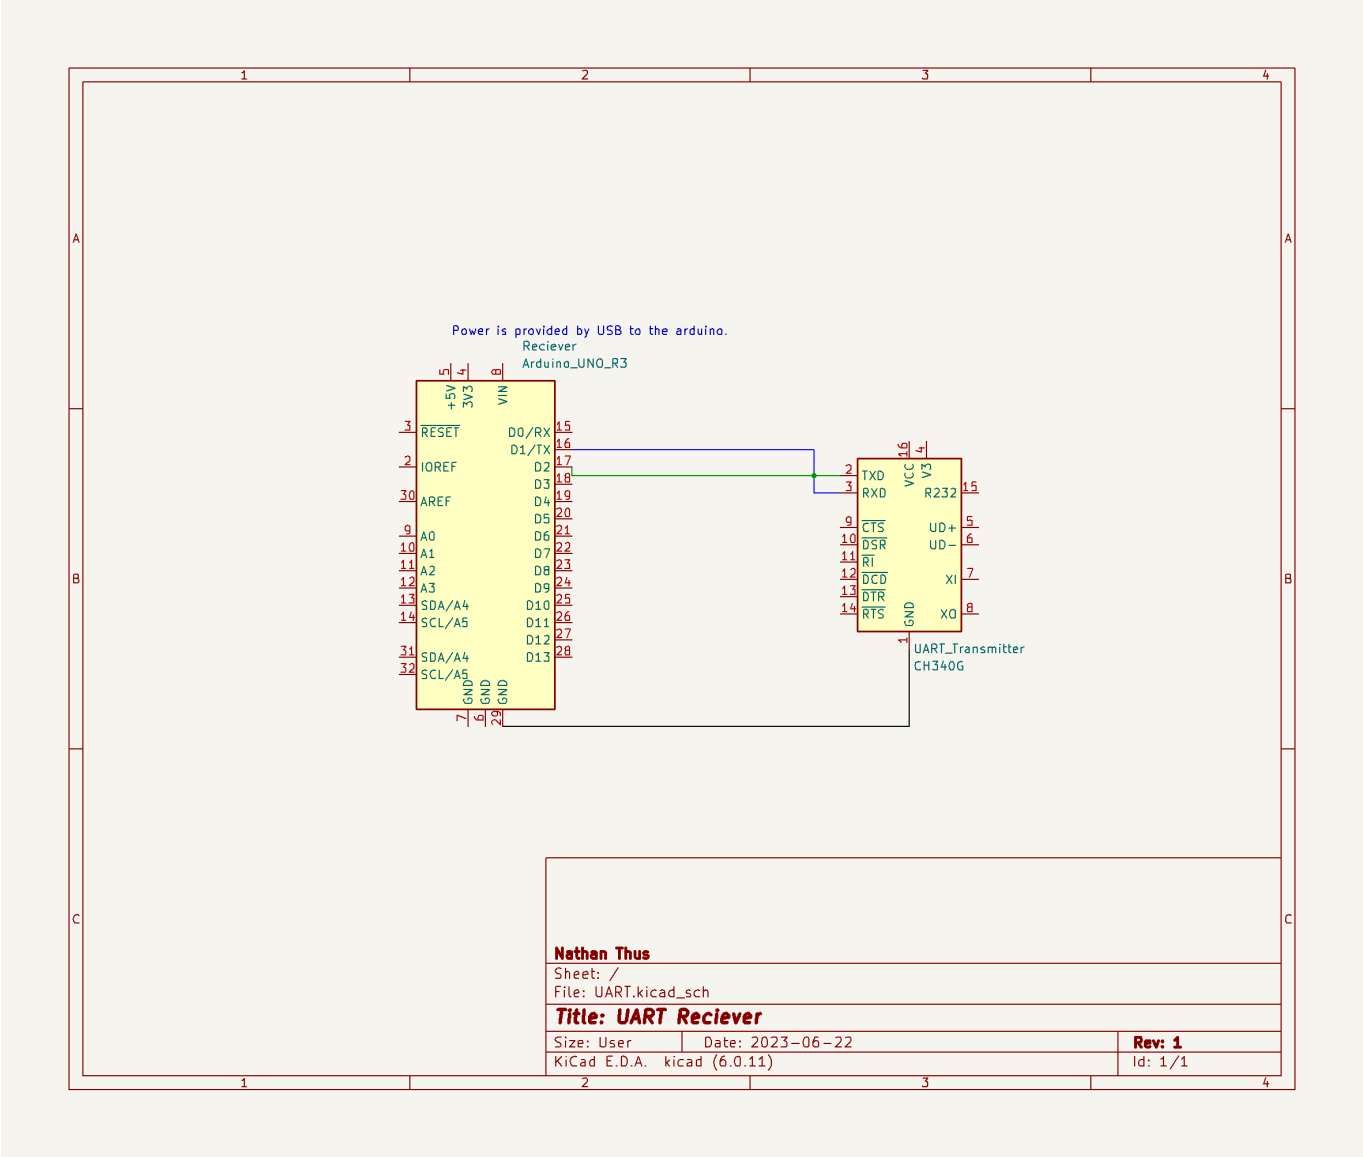 1 2 3 4
A A
Power is provided by USB to the arduino.
Reciever
Arduino_UNO_R3
5 4 8
+5V 3V3 VIN
3 RESET D0/RX 15
D1/TX 16
2 IOREF D2 17
D3 18
30 AREF D4 19
D5 20
9 A0 D6 21
10 A1 D7 22
11 A2 D8 23
12 A3 D9 24
13 SDA/A4 D10 25
14 SCL/A5 D11 26
D12 27
31 SDA/A4 D13 28
32 SCL/A5
GND GND GND
7 6 29
16 4
VCC V3
2 TXD
3 RXD R232 15
9 CTS UD+ 5
10 DSR UD- 6
11 RI
12 DCD XI 7
13 DTR
14 RTS XO 8
GND
1
UART_Transmitter
CH340G
B B
C C
Nathan Thus
Sheet: /
File: UART.kicad_sch
Title: UART Reciever
Size: User Date: 2023-06-22 Rev: 1
KiCad E.D.A. kicad (6.0.11) Id: 1/1
1 2 3 4